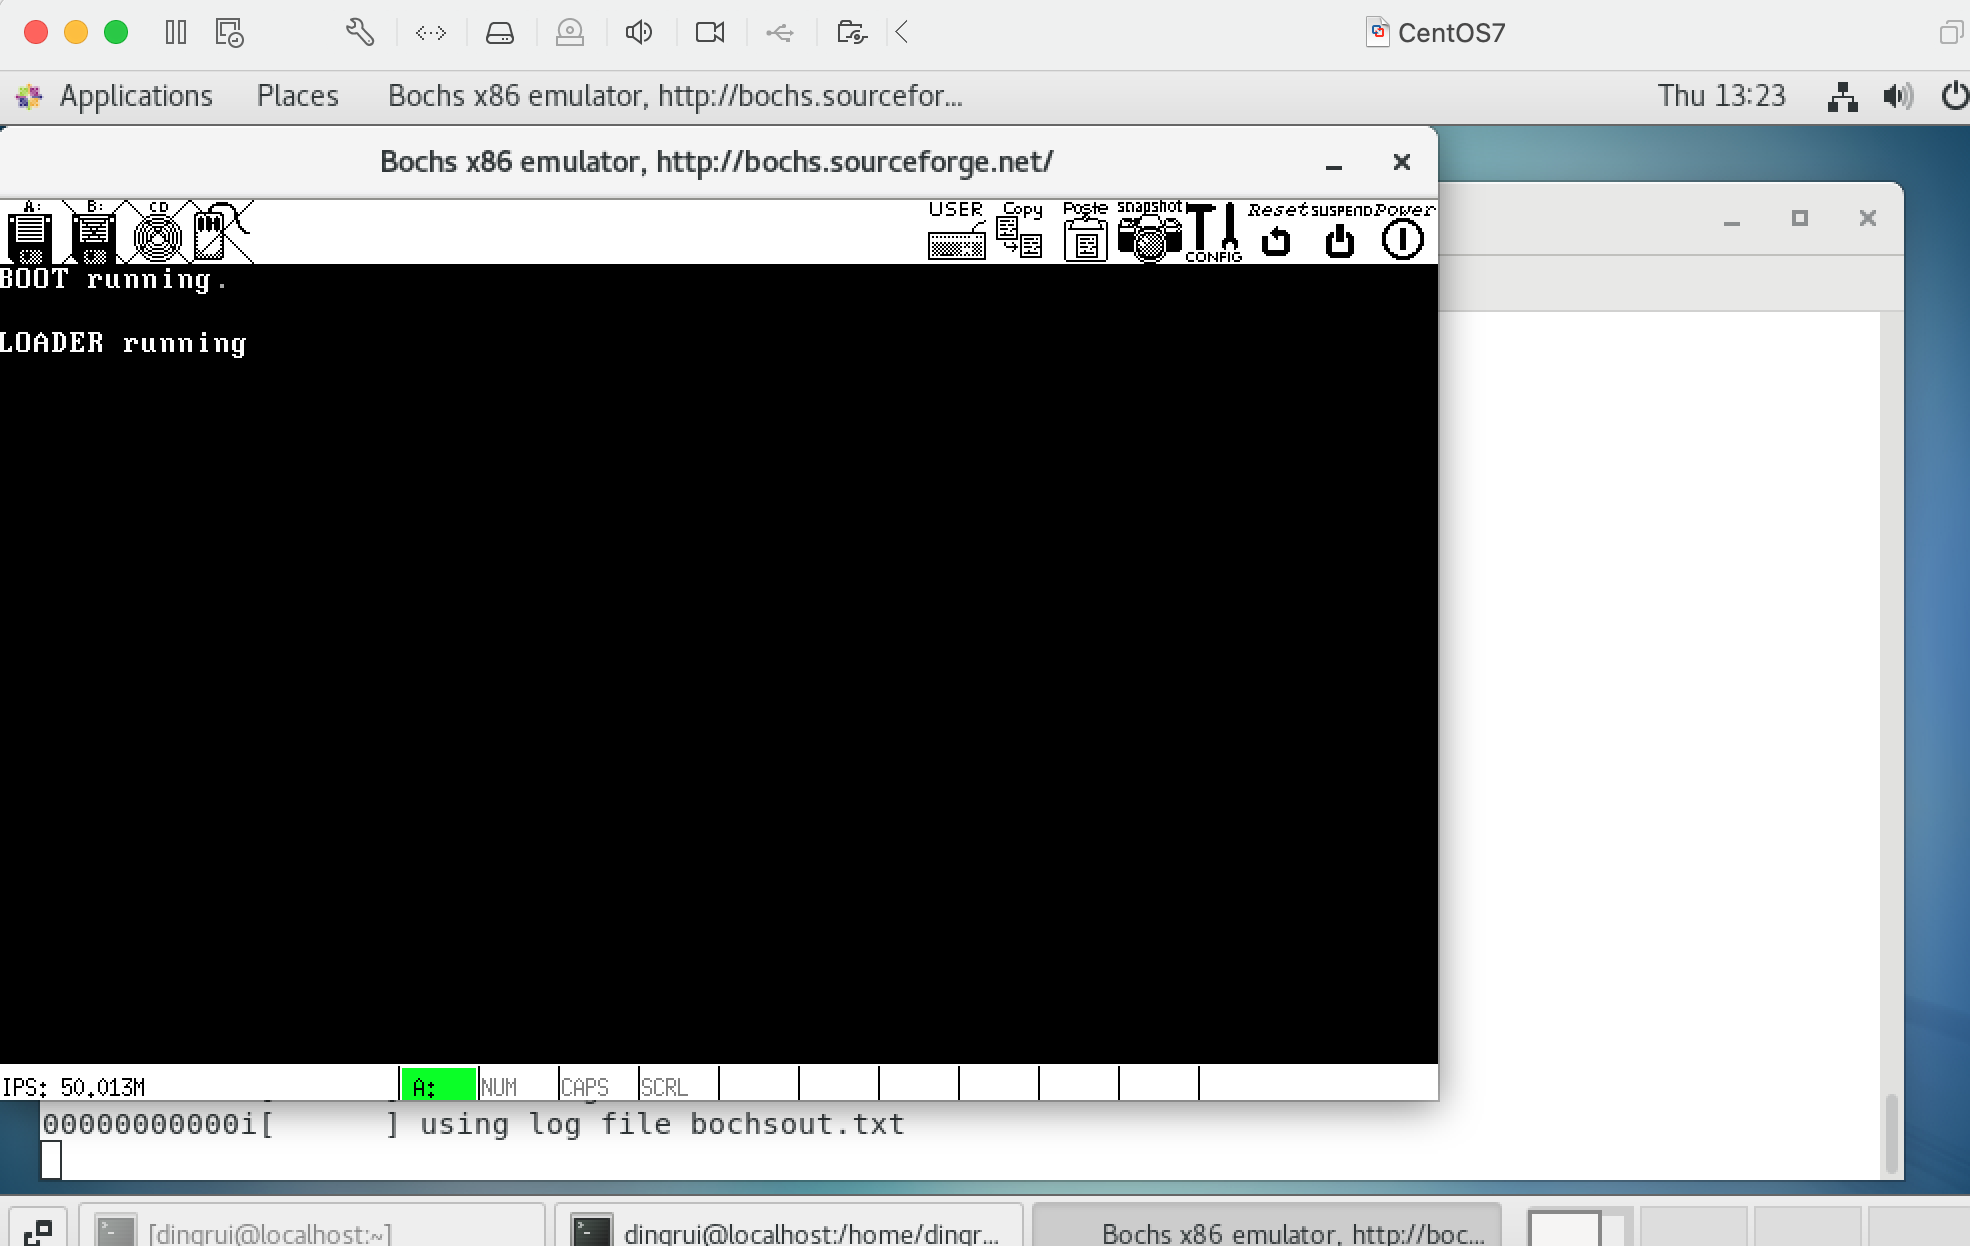 CentOS7
Applications Places Bochs x86 emulator, http://bochs.sourcefor... Thu 13:23
Bochs x86 emulator, http://bochs.sourceforge.net/
A: B: CD USER Copy Paste snapshot CONFIG Reset SUSPEND Power
BOOT running.
LOADER running
IPS: 50.013M A: NUM CAPS SCRL
00000000000i[ ] using log file bochsout.txt
[dingrui@localhost:~] dingrui@localhost:/home/dingr... Bochs x86 emulator, http://boc...